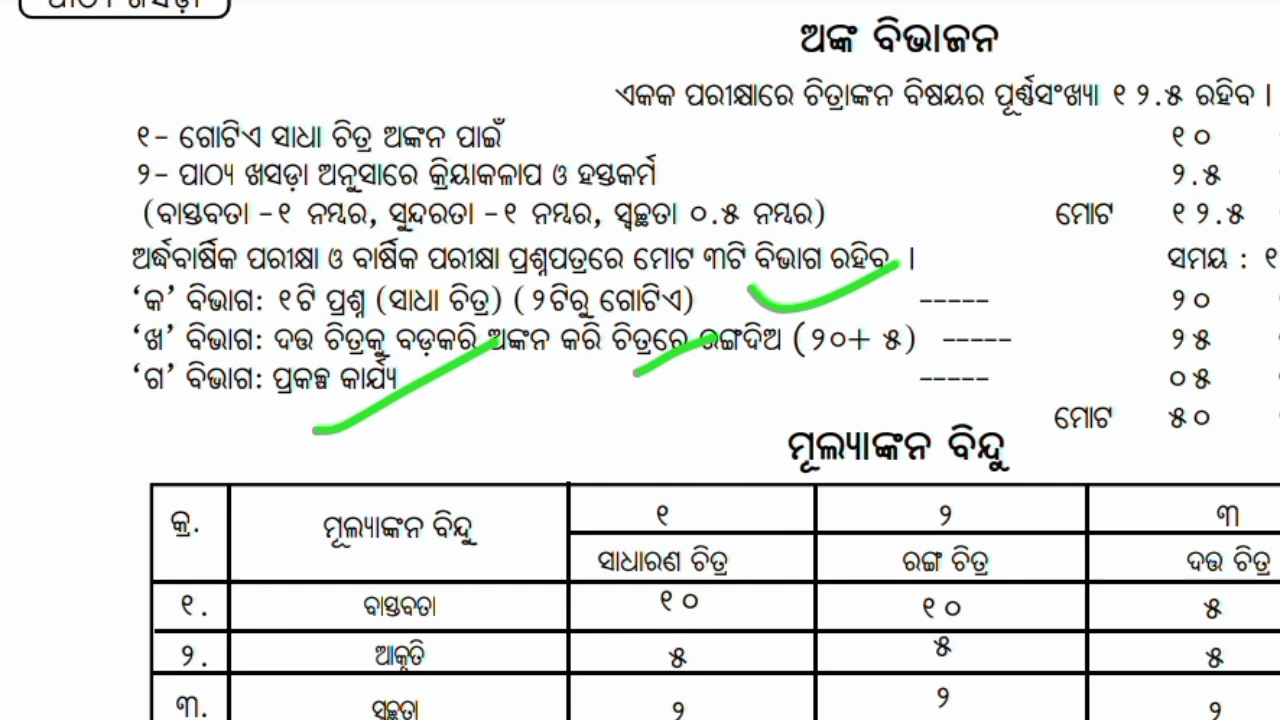 ପାଠ୍ୟ ଖସଡ଼ା
ଅଙ୍କ ବିଭାଜନ
ଏକକ ପରୀକ୍ଷାରେ ଚିତ୍ରାଙ୍କନ ବିଷୟର ପୂର୍ଣ୍ଣସଂଖ୍ୟା ୧୨.୫ ରହିବ ।
୧- ଗୋଟିଏ ସାଧା ଚିତ୍ର ଅଙ୍କନ ପାଇଁ ୧୦
୨- ପାଠ୍ୟ ଖସଡ଼ା ଅନୁସାରେ କ୍ରିୟାକଳାପ ଓ ହସ୍ତକର୍ମ ୨.୫
(ବାସ୍ତବତା -୧ ନମ୍ବର, ସୁନ୍ଦରତା -୧ ନମ୍ବର, ସ୍ୱଚ୍ଛତା ୦.୫ ନମ୍ବର) ମୋଟ ୧୨.୫
ଅର୍ଦ୍ଧବାର୍ଷିକ ପରୀକ୍ଷା ଓ ବାର୍ଷିକ ପରୀକ୍ଷା ପ୍ରଶ୍ନପତ୍ରରେ ମୋଟ ୩ଟି ବିଭାଗ ରହିବ । ସମୟ : ୧
‘କ’ ବିଭାଗ: ୧ଟି ପ୍ରଶ୍ନ (ସାଧା ଚିତ୍ର) (୨ଟିରୁ ଗୋଟିଏ) ----- ୨୦
‘ଖ’ ବିଭାଗ: ଦତ୍ତ ଚିତ୍ରକୁ ବଡ଼କରି ଅଙ୍କନ କରି ଚିତ୍ରରେ ରଙ୍ଗଦିଅ (୨୦+ ୫) ----- ୨୫
‘ଗ’ ବିଭାଗ: ପ୍ରକଳ୍ପ କାର୍ଯ୍ୟ ----- ୦୫
ମୋଟ ୫୦
ମୂଲ୍ୟାଙ୍କନ ବିନ୍ଦୁ
କ୍ର. ମୂଲ୍ୟାଙ୍କନ ବିନ୍ଦୁ ୧ ୨ ୩
ସାଧାରଣ ଚିତ୍ର ରଙ୍ଗ ଚିତ୍ର ଦତ୍ତ ଚିତ୍ର
୧. ବାସ୍ତବତା ୧୦ ୧୦ ୫
୨. ଆକୃତି ୫ ୫ ୫
୩. ସ୍ୱଚ୍ଛତା ୨ ୨ ୨